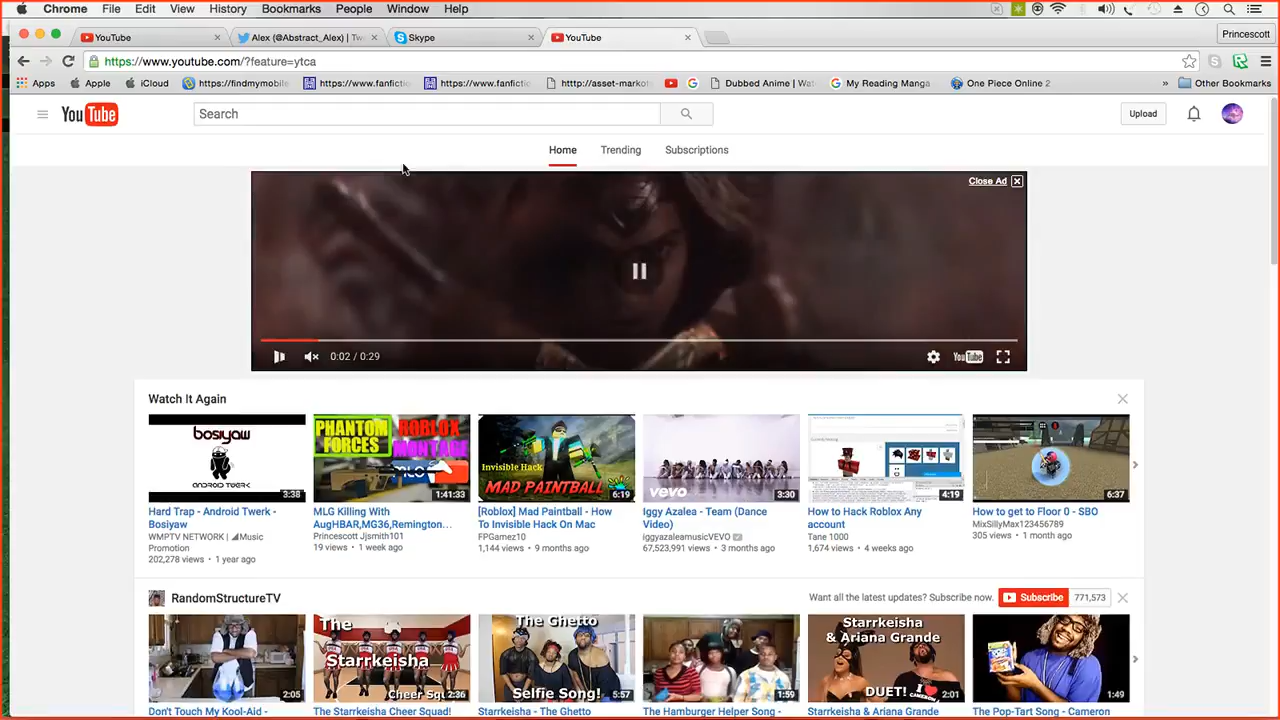 Chrome File Edit View History Bookmarks People Window Help
YouTube
Alex (@Abstract_Alex) | Tw
Skype
YouTube
Princescott
https://www.youtube.com/?feature=ytca
Apps
Apple
iCloud
https://findmymobile
https://www.fanfictic
https://www.fanfictic
http://asset-markot
Dubbed Anime | Wat
My Reading Manga
One Piece Online 2
» Other Bookmarks
YouTube
Search
Upload
Home Trending Subscriptions
Close Ad
0:02 / 0:29
YouTube
Watch It Again
BOSIYAW
ANDROID TWERK
3:38
PHANTOM FORCES
ROBLOX MONTAGE
MLG
1:41:33
Invisible Hack
MAD PAINTBALL
6:19
vevo
3:30
4:19
6:37
Hard Trap - Android Twerk -
Bosiyaw
WMPTV NETWORK | Music
Promotion
202,278 views • 1 year ago
MLG Killing With
AugHBAR,MG36,Remington...
Princescott Jjsmith101
19 views • 1 week ago
[Roblox] Mad Paintball - How
To Invisible Hack On Mac
FPGamez10
1,144 views • 9 months ago
Iggy Azalea - Team (Dance
Video)
iggyazaleamusicVEVO
67,523,991 views • 3 months ago
How to Hack Roblox Any
account
Tane 1000
1,674 views • 4 weeks ago
How to get to Floor 0 - SBO
MixSillyMax123456789
305 views • 1 month ago
RandomStructureTV
Want all the latest updates? Subscribe now.
Subscribe 771,573
2:05
The
Starrkeisha
Cheer Squ
2:36
The Ghetto
Selfie Song!
5:57
1:59
Starrkeisha
& Ariana Grande
DUET! I
CAMERON
2:01
1:49
Don't Touch My Kool-Aid -
The Starrkeisha Cheer Squad!
Starrkeisha - The Ghetto
The Hamburger Helper Song -
Starrkeisha & Ariana Grande
The Pop-Tart Song - Cameron